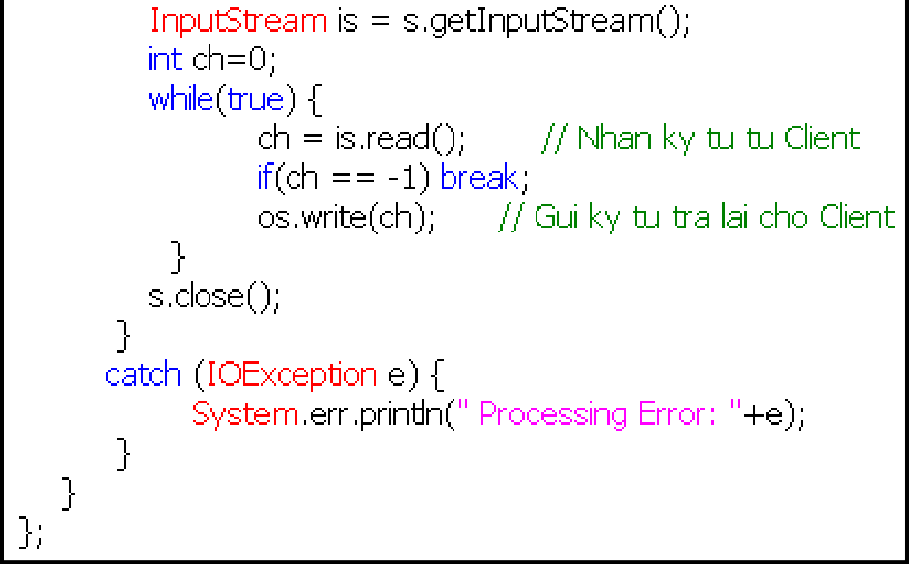 InputStream is = s.getInputStream();
int ch=0;
while(true) {
ch = is.read(); // Nhan ky tu tu Client
if(ch == -1) break;
os.write(ch); // Gui ky tu tra lai cho Client
}
s.close();
}
catch (IOException e) {
System.err.println(" Processing Error: "+e);
}
}
};